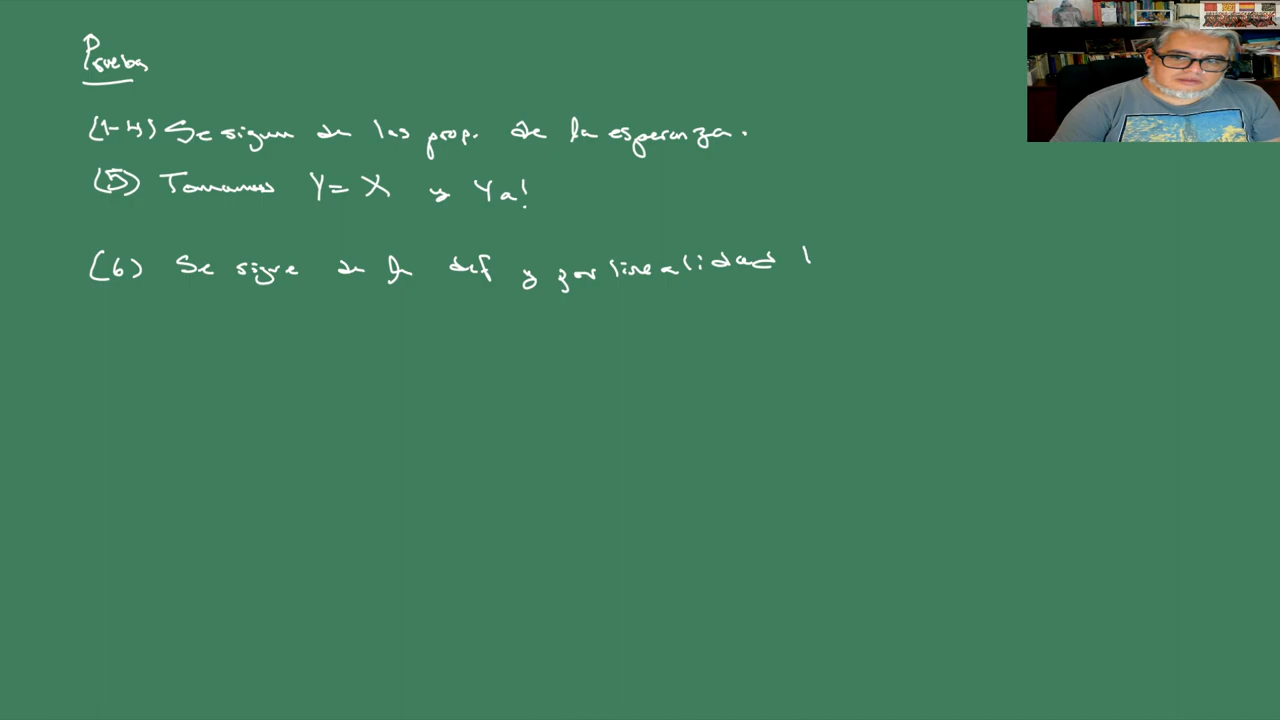 Prueba
(1-4) Se siguen de las prop. de la esperanza.
(5) Tomamos Y = X y Ya!
(6) Se sigue de la def y por linealidad l